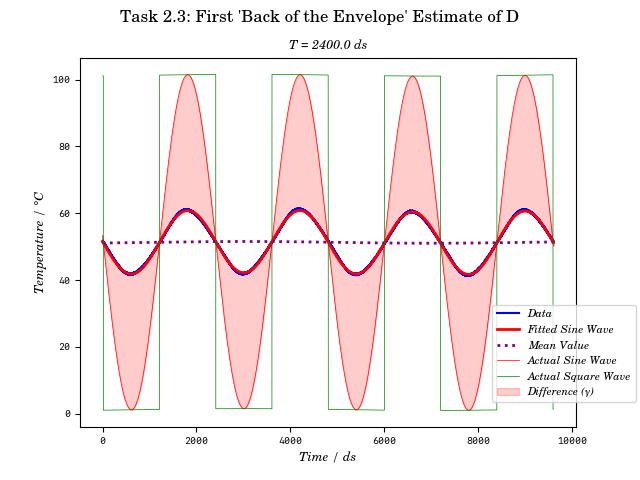 Task 2.3: First 'Back of the Envelope' Estimate of D
T = 2400.0 ds
100
80
60
40
20
0
Temperature / °C
0 2000 4000 6000 8000 10000
Time / ds
Data
Fitted Sine Wave
Mean Value
Actual Sine Wave
Actual Square Wave
Difference (γ)